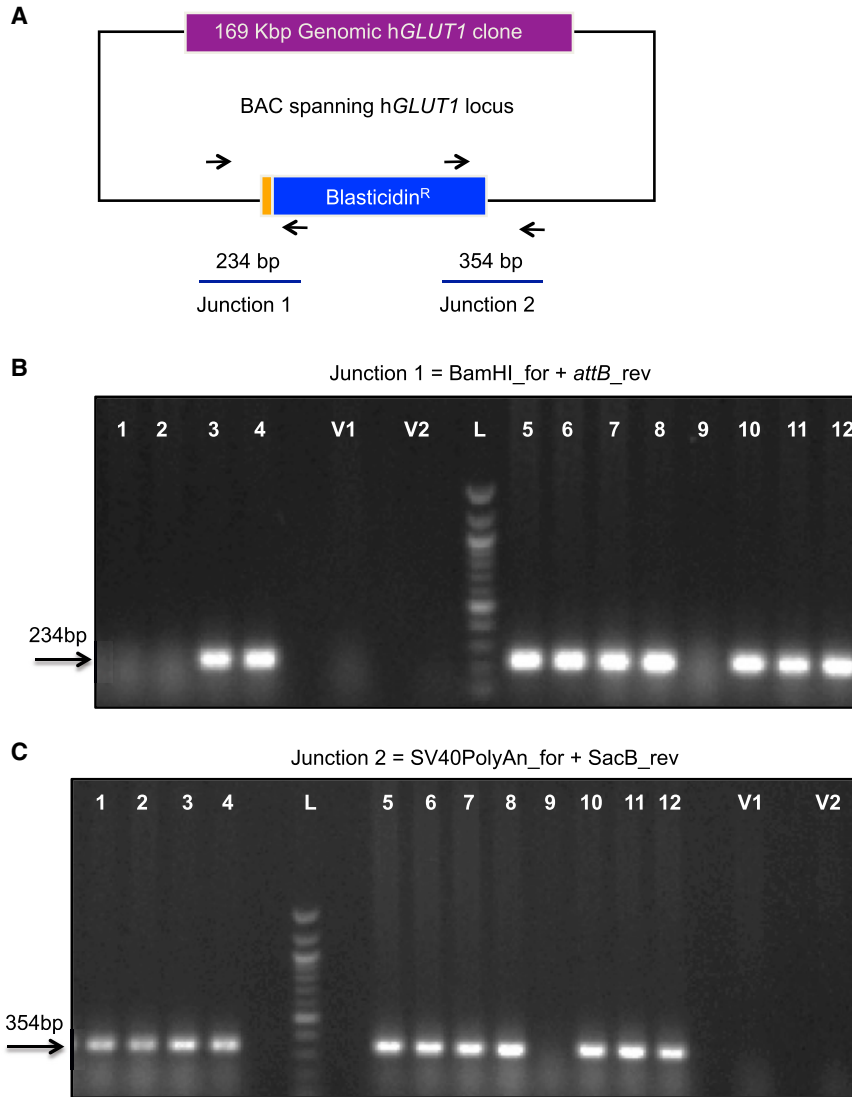 A
169 Kbp Genomic hGLUT1 clone
BAC spanning hGLUT1 locus
Blasticidin^R
234 bp
354 bp
Junction 1
Junction 2
B
Junction 1 = BamHI_for + attB_rev
1 2 3 4 V1 V2 L 5 6 7 8 9 10 11 12
234bp
C
Junction 2 = SV40PolyAn_for + SacB_rev
1 2 3 4 L 5 6 7 8 9 10 11 12 V1 V2
354bp